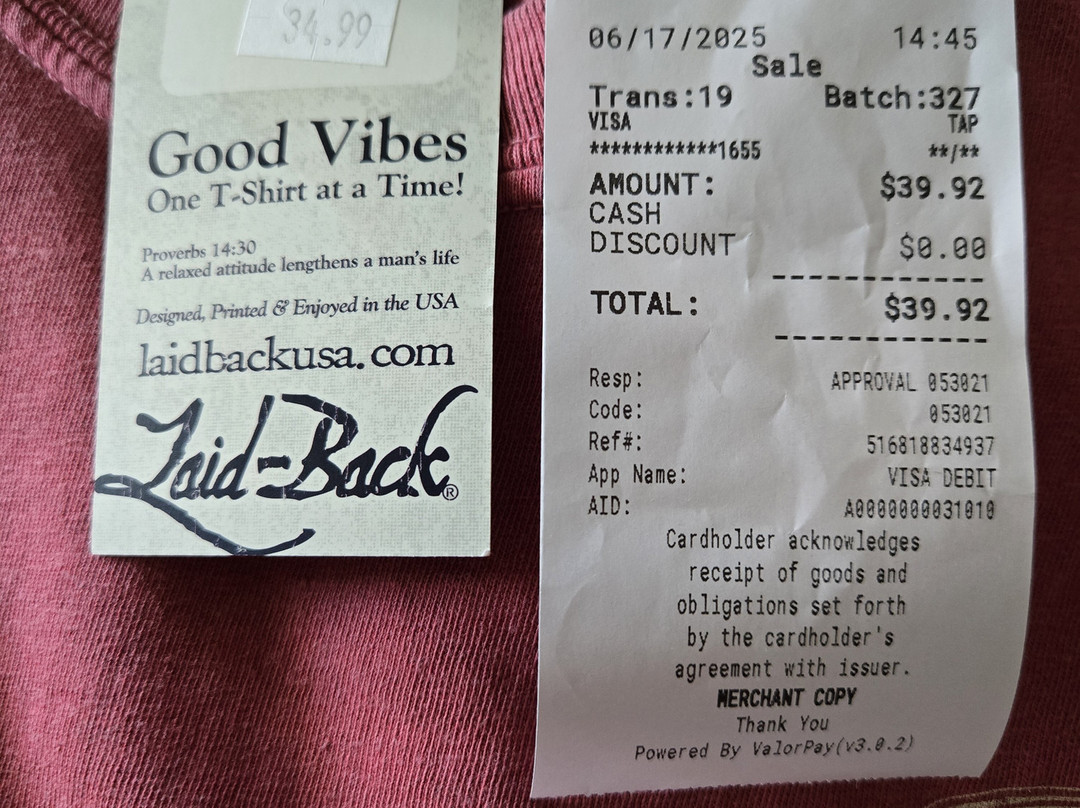 34.99
Good Vibes
One T-Shirt at a Time!
Proverbs 14:30
A relaxed attitude lengthens a man's life
Designed, Printed & Enjoyed in the USA
laidbackusa.com
Laid-Back®
06/17/2025 14:45
Sale
Trans:19 Batch:327
VISA TAP
************1655 **/**
AMOUNT: $39.92
CASH
DISCOUNT $0.00
TOTAL: $39.92
Resp: APPROVAL 053021
Code: 053021
Ref#: 516818834937
App Name: VISA DEBIT
AID: A0000000031010
Cardholder acknowledges
receipt of goods and
obligations set forth
by the cardholder's
agreement with issuer.
MERCHANT COPY
Thank You
Powered By ValorPay(v3.0.2)